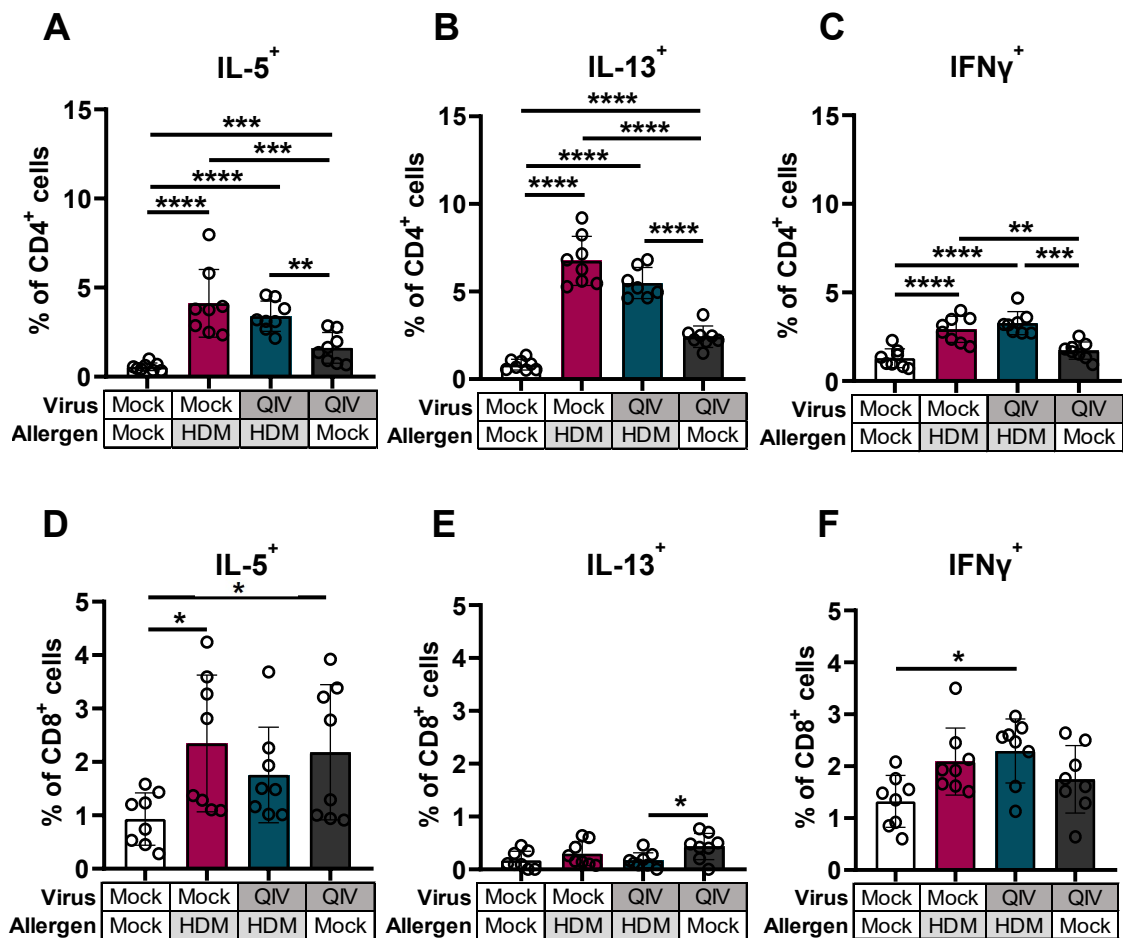 A
IL-5+
***
***
****
****
**
15
10
5
0
% of CD4+ cells
Virus Mock Mock QIV QIV
Allergen Mock HDM HDM Mock
B
IL-13+
****
****
****
****
****
15
10
5
0
% of CD4+ cells
Virus Mock Mock QIV QIV
Allergen Mock HDM HDM Mock
C
IFNγ+
**
****
***
****
15
10
5
0
% of CD4+ cells
Virus Mock Mock QIV QIV
Allergen Mock HDM HDM Mock
D
IL-5+
*
*
5
4
3
2
1
0
% of CD8+ cells
Virus Mock Mock QIV QIV
Allergen Mock HDM HDM Mock
E
IL-13+
*
5
4
3
2
1
0
% of CD8+ cells
Virus Mock Mock QIV QIV
Allergen Mock HDM HDM Mock
F
IFNγ+
*
5
4
3
2
1
0
% of CD8+ cells
Virus Mock Mock QIV QIV
Allergen Mock HDM HDM Mock